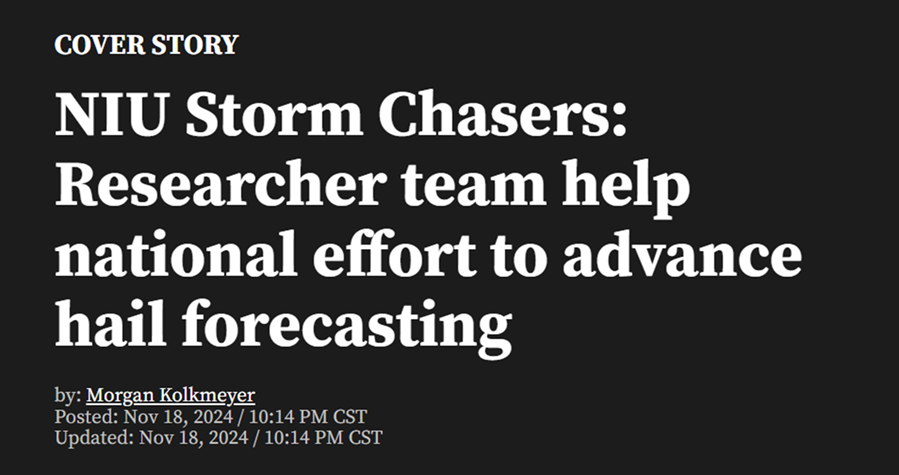 COVER STORY
NIU Storm Chasers:
Researcher team help
national effort to advance
hail forecasting
by: Morgan Kolkmeyer
Posted: Nov 18, 2024 / 10:14 PM CST
Updated: Nov 18, 2024 / 10:14 PM CST